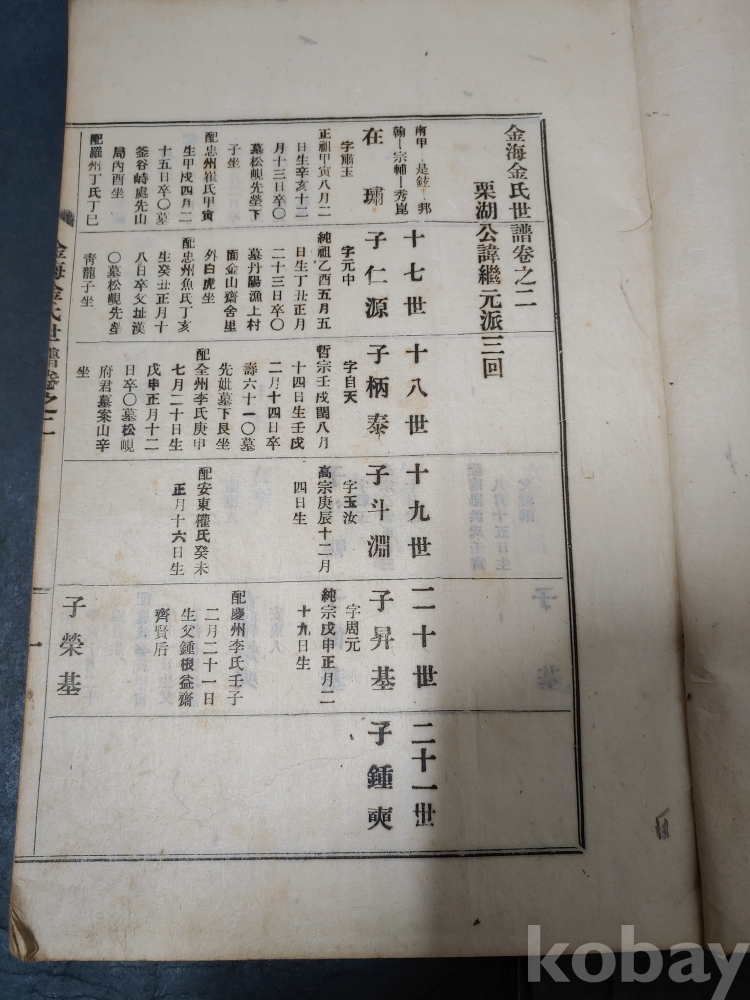 金海金氏世譜卷之二
栗湖公諱繼元派三回
南甲 是鉉―邦
翰―宗輔―秀崑
在璛
字肅玉
正祖甲寅八月二
日生辛亥十二
月十三日卒〇
墓松峴先塋下
子坐
配忠州崔氏甲寅
生甲戌四月二
十五日卒〇墓
釜谷峙處先山
局內酉坐
配羅州丁氏丁巳
十七世
子仁源
字元中
純祖乙酉五月五
日生丁丑正月
二十三日卒〇
墓丹陽漁上村
面金山齋舍里
外白虎坐
配忠州魚氏丁亥
生癸丑正月十
八日卒父址漢
〇墓松峴先塋
靑龍子坐
十八世
子柄泰
字自天
哲宗壬戌閏八月
十四日生壬戌
二月十四日卒
壽六十一〇墓
先妣墓下艮坐
配全州李氏庚申
七月二十日生
戊申正月十二
日卒〇墓松峴
府君墓案山辛
坐
十九世
子斗淵
字玉汝
高宗庚辰十二月
四日生
配安東權氏癸未
正月十六日生
二十世
子昇基
字周元
純宗戊申正月二
十九日生
配慶州李氏壬子
二月二十一日
生父鍾根益齋
齊賢后
子榮基
二十一世
子鍾奭
金海金氏世譜卷之二
一
kobay